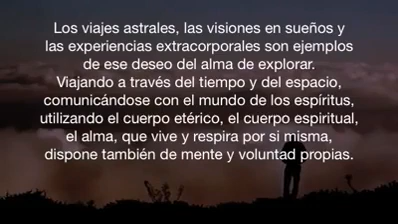 Los viajes astrales, las visiones en sueños y
las experiencias extracorporales son ejemplos
de ese deseo del alma de explorar.
Viajando a través del tiempo y del espacio,
comunicándose con el mundo de los espíritus,
utilizando el cuerpo etérico, el cuerpo espiritual,
el alma, que vive y respira por si misma,
dispone también de mente y voluntad propias.